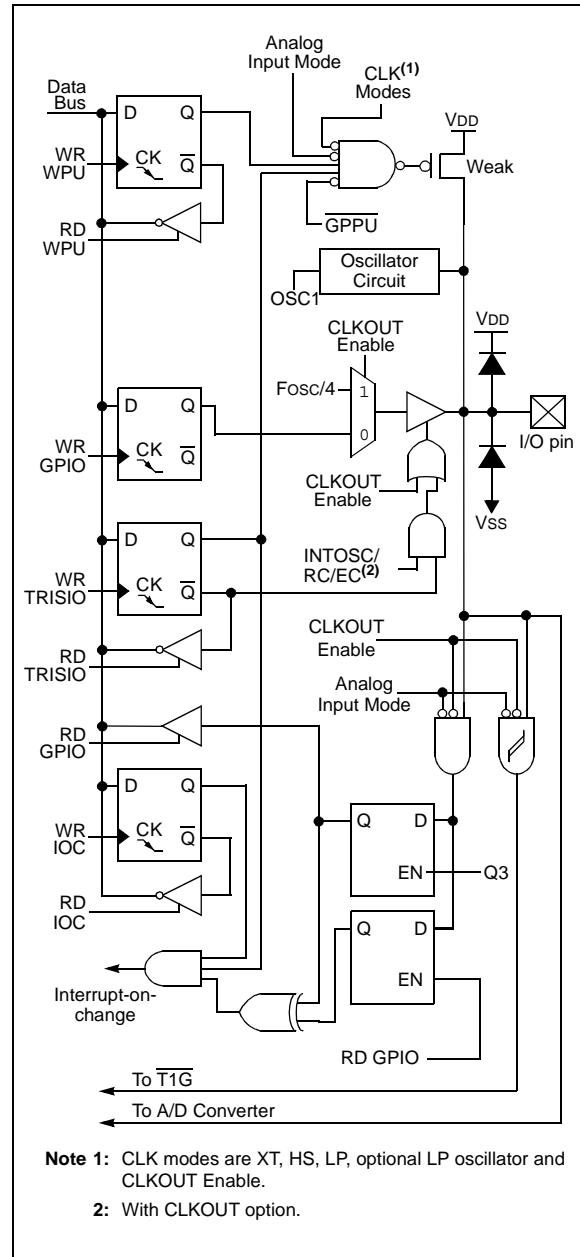 Analog
Input Mode
CLK(1)
Modes
Data
Bus
D Q
WR
WPU
CK Q
VDD
Weak
RD
WPU
GPPU
Oscillator
Circuit
OSC1
CLKOUT
Enable
VDD
FOSC/4
1
0
D Q
WR
GPIO
CK Q
I/O pin
CLKOUT
Enable
VSS
D Q
WR
TRISIO
CK Q
INTOSC/
RC/EC(2)
RD
TRISIO
CLKOUT
Enable
Analog
Input Mode
RD
GPIO
D Q
WR
IOC
CK Q
Q D
EN Q3
RD
IOC
Q D
EN
Interrupt-on-
change
RD GPIO
To T1G
To A/D Converter
Note 1: CLK modes are XT, HS, LP, optional LP oscillator and
CLKOUT Enable.
2: With CLKOUT option.